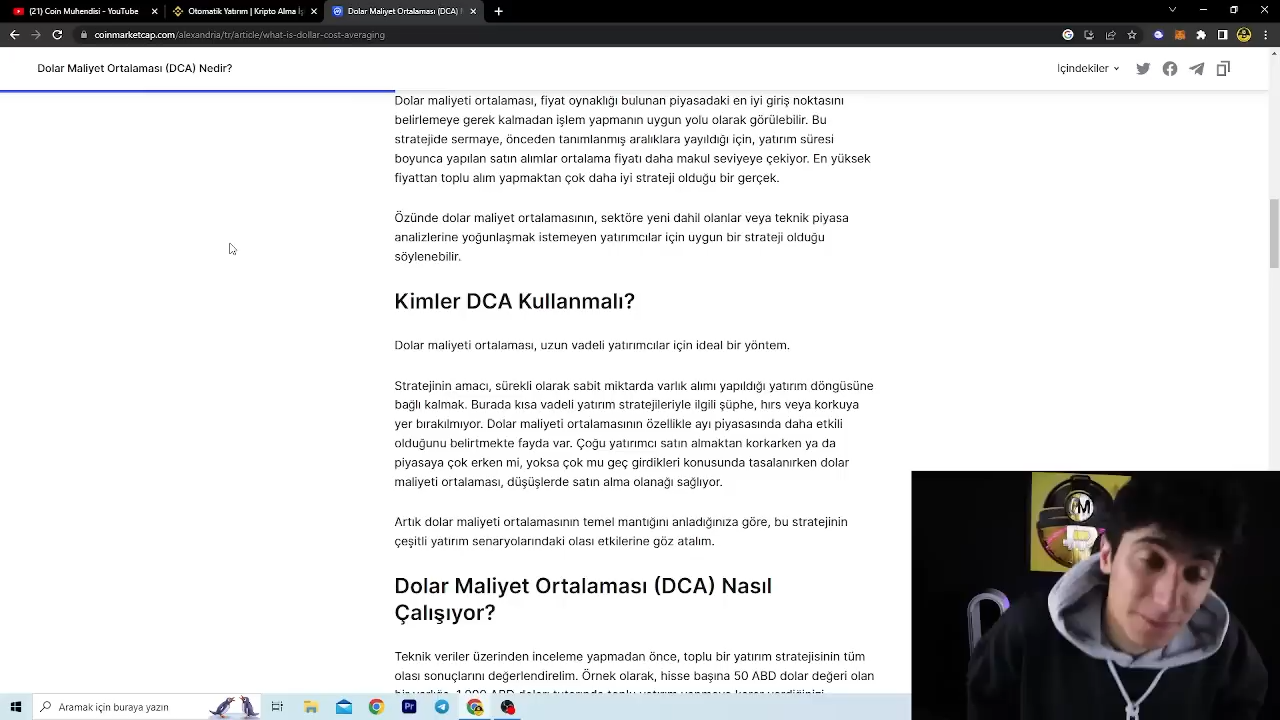 (21) Coin Muhendisi - YouTube
Otomatik Yatırım | Kripto Alma İş
Dolar Maliyet Ortalaması (DCA) N
coinmarketcap.com/alexandria/tr/article/what-is-dollar-cost-averaging
Dolar Maliyet Ortalaması (DCA) Nedir?
İçindekiler
Dolar maliyeti ortalaması, fiyat oynaklığı bulunan piyasadaki en iyi giriş noktasını
belirlemeye gerek kalmadan işlem yapmanın uygun yolu olarak görülebilir. Bu
stratejide sermaye, önceden tanımlanmış aralıklara yayıldığı için, yatırım süresi
boyunca yapılan satın alımlar ortalama fiyatı daha makul seviyeye çekiyor. En yüksek
fiyattan toplu alım yapmaktan çok daha iyi strateji olduğu bir gerçek.
Özünde dolar maliyet ortalamasının, sektöre yeni dahil olanlar veya teknik piyasa
analizlerine yoğunlaşmak istemeyen yatırımcılar için uygun bir strateji olduğu
söylenebilir.
Kimler DCA Kullanmalı?
Dolar maliyeti ortalaması, uzun vadeli yatırımcılar için ideal bir yöntem.
Stratejinin amacı, sürekli olarak sabit miktarda varlık alımı yapıldığı yatırım döngüsüne
bağlı kalmak. Burada kısa vadeli yatırım stratejileriyle ilgili şüphe, hırs veya korkuya
yer bırakılmıyor. Dolar maliyeti ortalamasının özellikle ayı piyasasında daha etkili
olduğunu belirtmekte fayda var. Çoğu yatırımcı satın almaktan korkarken ya da
piyasaya çok erken mi, yoksa çok mu geç girdikleri konusunda tasalanırken dolar
maliyeti ortalaması, düşüşlerde satın alma olanağı sağlıyor.
Artık dolar maliyeti ortalamasının temel mantığını anladığınıza göre, bu stratejinin
çeşitli yatırım senaryolarındaki olası etkilerine göz atalım.
Dolar Maliyet Ortalaması (DCA) Nasıl
Çalışıyor?
Teknik veriler üzerinden inceleme yapmadan önce, toplu bir yatırım stratejisinin tüm
olası sonuçlarını değerlendirelim. Örnek olarak, hisse başına 50 ABD dolar değeri olan
Aramak için buraya yazın
Pr